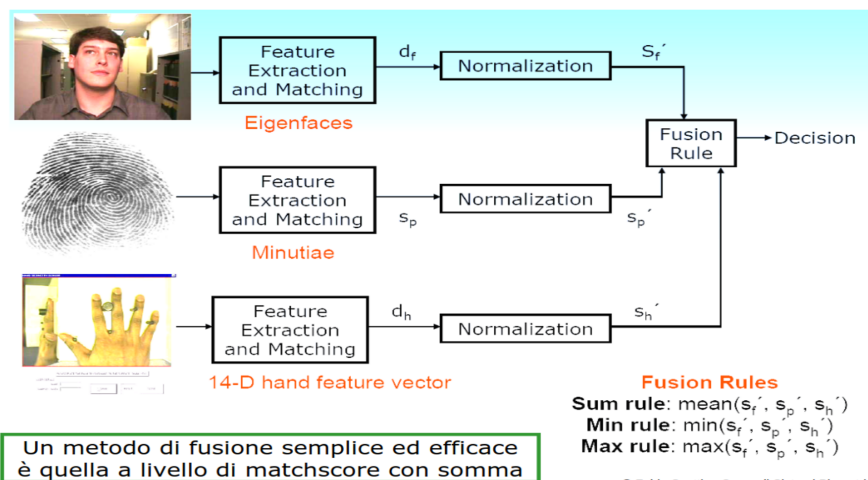 Feature
Extraction
and Matching
d_f
Normalization
S_f´
Eigenfaces
Fusion
Rule
Decision
Feature
Extraction
and Matching
s_p
Normalization
s_p´
Minutiae
Feature
Extraction
and Matching
d_h
Normalization
s_h´
14-D hand feature vector
Fusion Rules
Sum rule: mean(s_f´, s_p´, s_h´)
Min rule: min(s_f´, s_p´, s_h´)
Max rule: max(s_f´, s_p´, s_h´)
Un metodo di fusione semplice ed efficace
è quella a livello di matchscore con somma